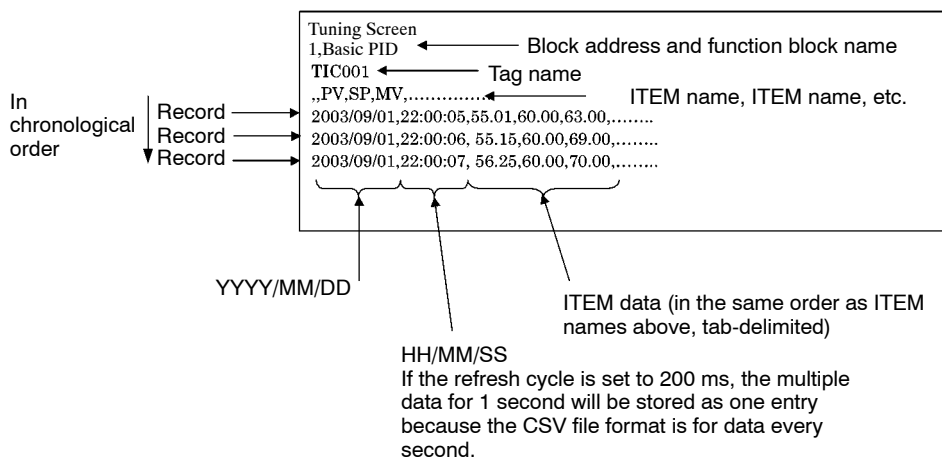 Tuning Screen
1,Basic PID
Block address and function block name
TIC001
Tag name
,,PV,SP,MV,..............
ITEM name, ITEM name, etc.
In
chronological
order
Record
2003/09/01,22:00:05,55.01,60.00,63.00,........
Record
2003/09/01,22:00:06, 55.15,60.00,69.00,........
Record
2003/09/01,22:00:07, 56.25,60.00,70.00,........
YYYY/MM/DD
ITEM data (in the same order as ITEM
names above, tab-delimited)
HH/MM/SS
If the refresh cycle is set to 200 ms, the multiple
data for 1 second will be stored as one entry
because the CSV file format is for data every
second.